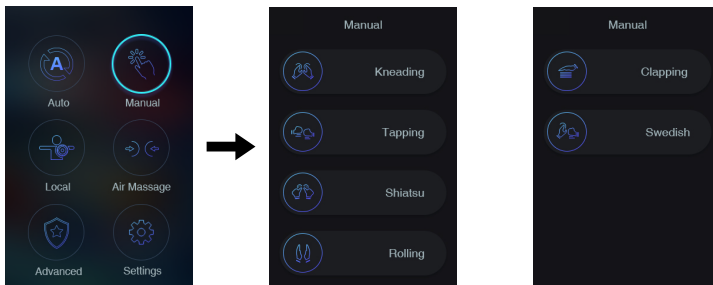 A
Auto
Manual
Local
Air Massage
Advanced
Settings
Manual
Kneading
Tapping
Shiatsu
Rolling
Manual
Clapping
Swedish